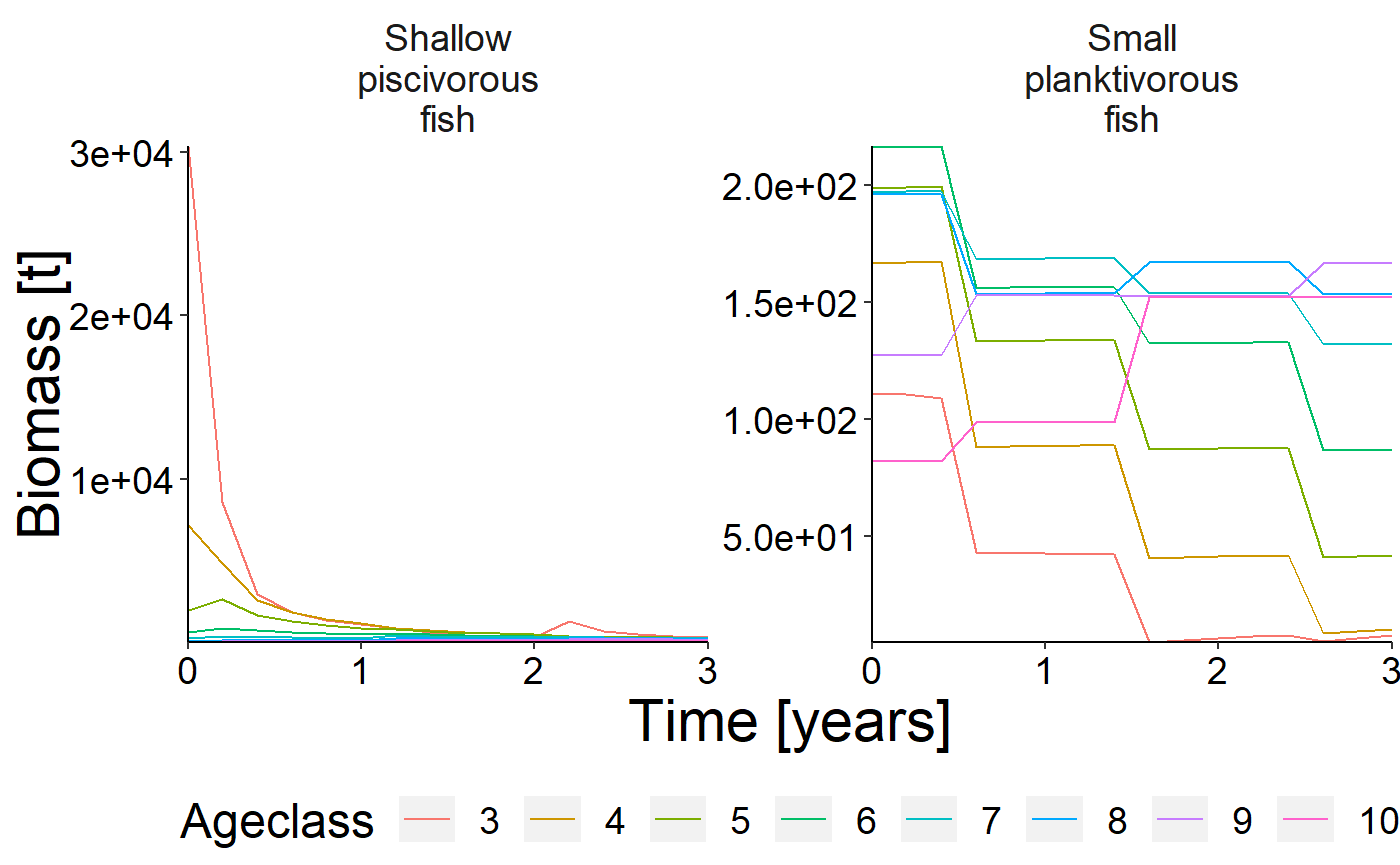 Shallow
piscivorous
fish
Small
planktivorous
fish
Biomass [t]
3e+04
2e+04
1e+04
0 1 2 3
2.0e+02
1.5e+02
1.0e+02
5.0e+01
0 1 2 3
Time [years]
Ageclass 3 4 5 6 7 8 9 10